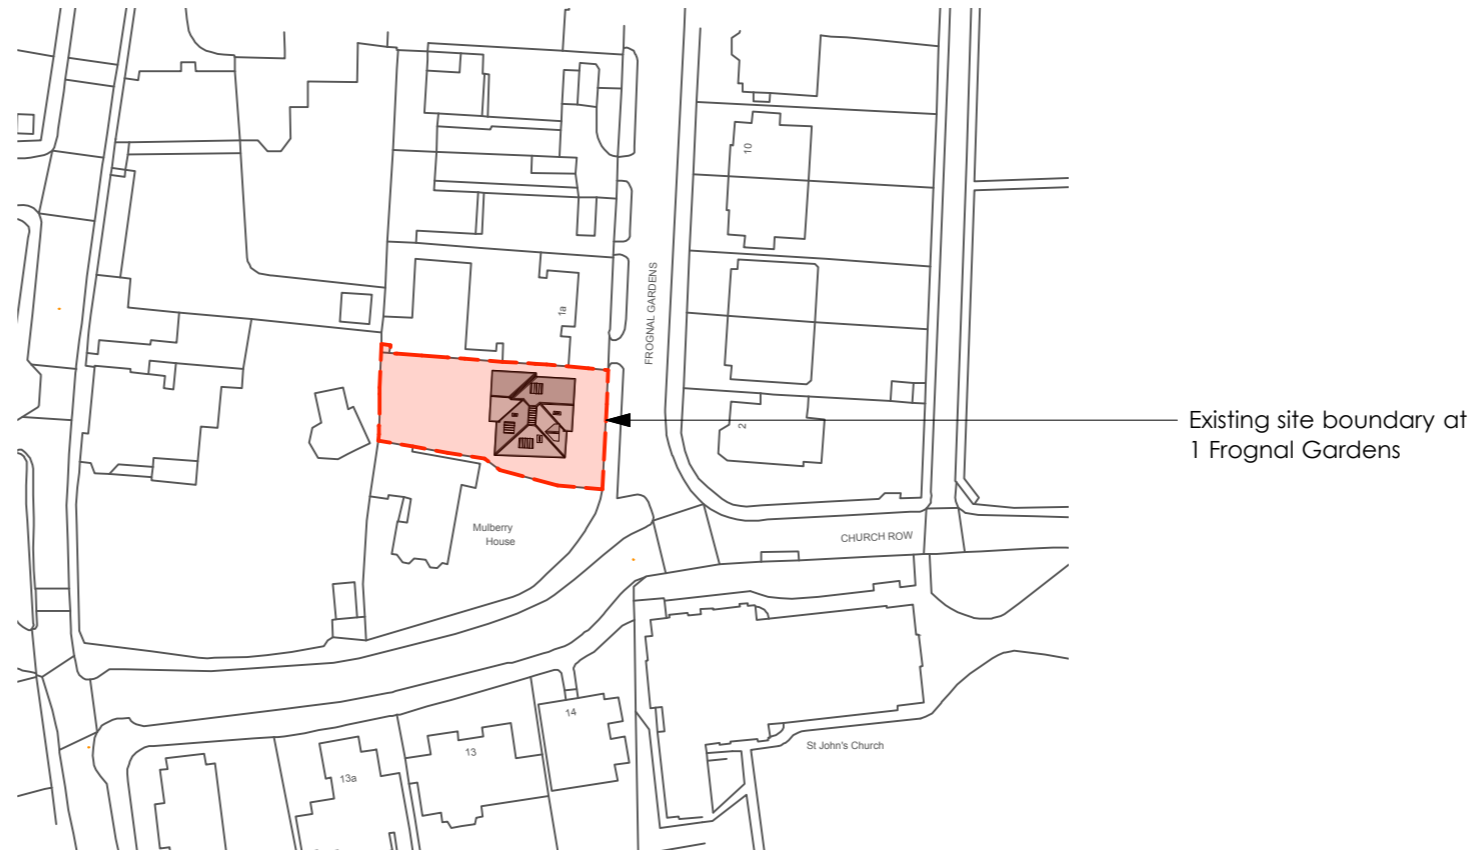 10
FROGNAL GARDENS
1a
2
Existing site boundary at
1 Frognal Gardens
Mulberry
House
CHURCH ROW
14
St John's Church
13
13a